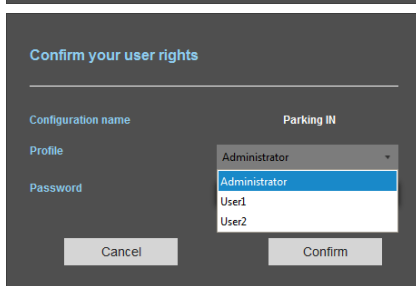 Confirm your user rights
Configuration name Parking IN
Profile Administrator
Password Administrator
User1
User2
Cancel Confirm